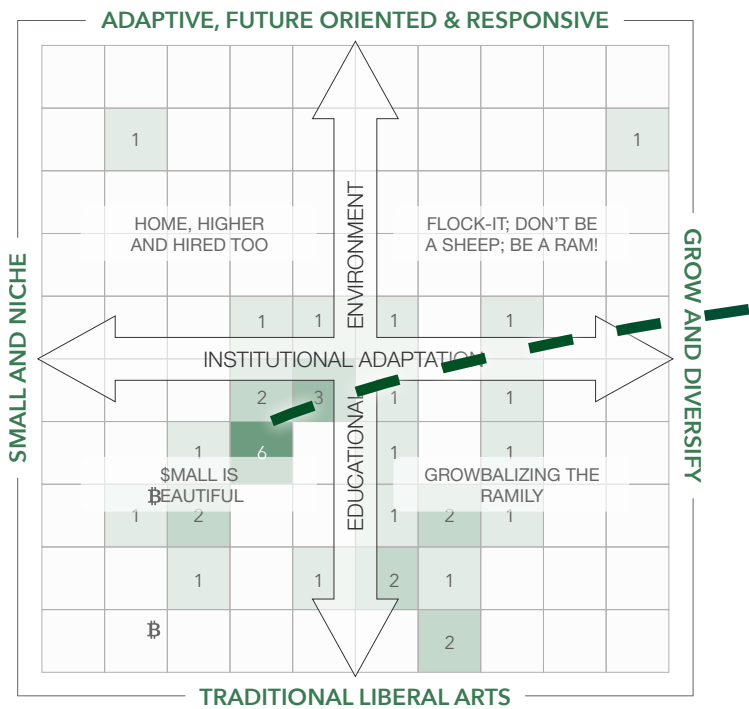 ADAPTIVE, FUTURE ORIENTED & RESPONSIVE
1 1
HOME, HIGHER
AND HIRED TOO
FLOCK-IT; DON'T BE
A SHEEP; BE A RAM!
ENVIRONMENT
SMALL AND NICHE
GROW AND DIVERSIFY
1 1 1 1
INSTITUTIONAL ADAPTATION
2 3 1 1
EDUCATIONAL
1 6 1 1
$MALL IS
BEAUTIFUL
GROWBALIZING THE
RAMILY
₿
1 2 1 2 1
1 1 2 1
₿ 2
TRADITIONAL LIBERAL ARTS